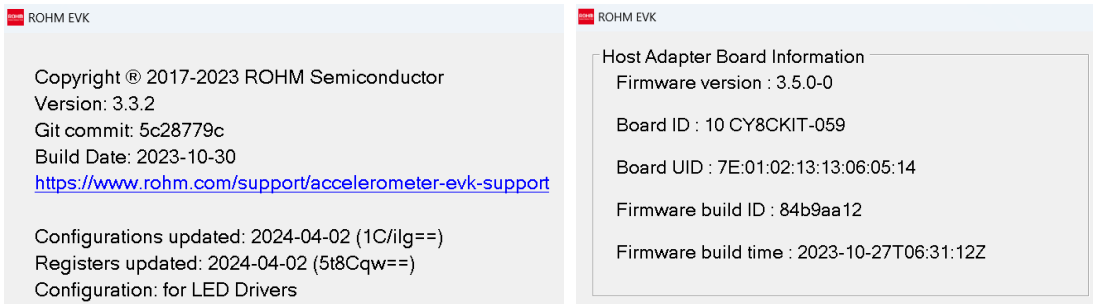 ROHM EVK
Copyright ® 2017-2023 ROHM Semiconductor
Version: 3.3.2
Git commit: 5c28779c
Build Date: 2023-10-30
https://www.rohm.com/support/accelerometer-evk-support
Configurations updated: 2024-04-02 (1C/ilg==)
Registers updated: 2024-04-02 (5t8Cqw==)
Configuration: for LED Drivers
ROHM EVK
Host Adapter Board Information
Firmware version : 3.5.0-0
Board ID : 10 CY8CKIT-059
Board UID : 7E:01:02:13:13:06:05:14
Firmware build ID : 84b9aa12
Firmware build time : 2023-10-27T06:31:12Z